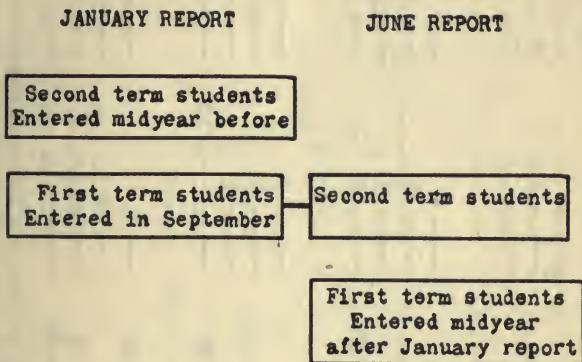 JANUARY REPORT
JUNE REPORT
Second term students
Entered midyear before
First term students
Entered in September
Second term students
First term students
Entered midyear
after January report